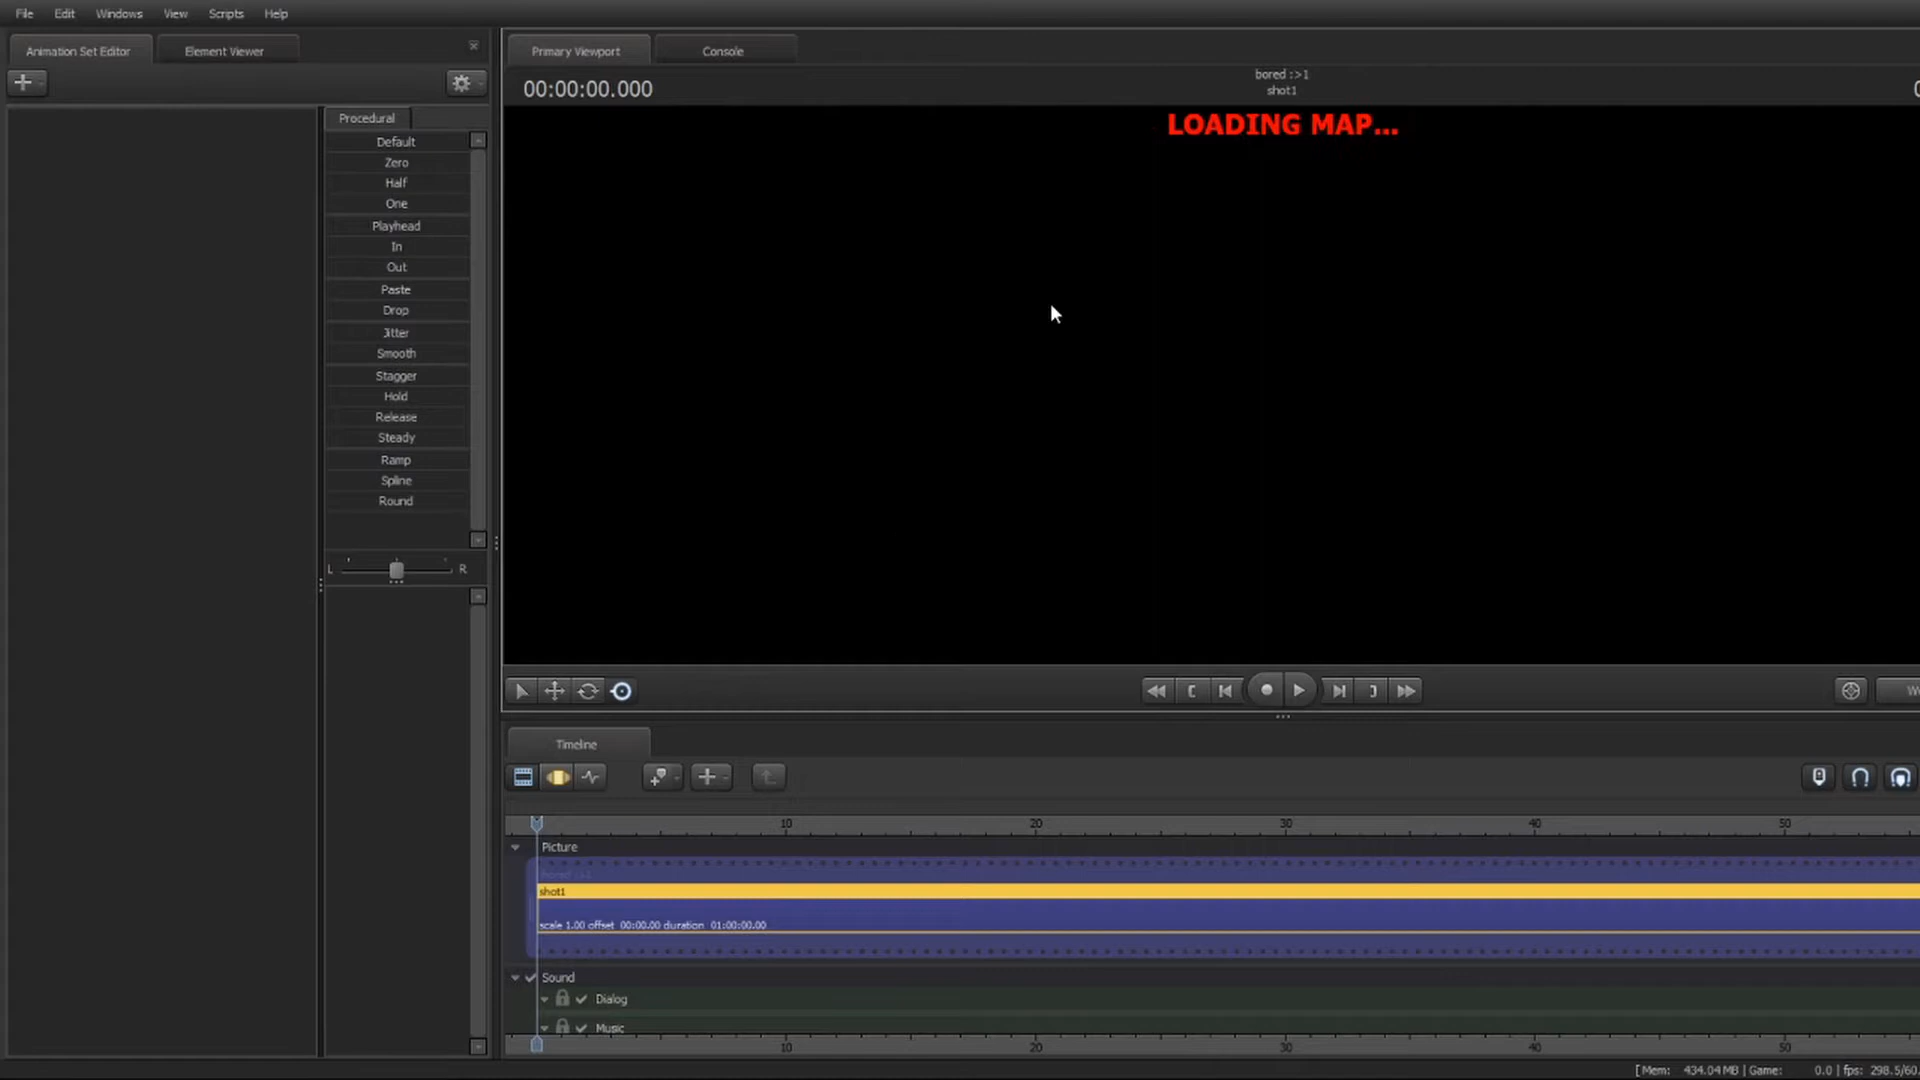 File Edit Windows View Scripts Help
Animation Set Editor Element Viewer
Primary Viewport Console
00:00:00.000
bored :>1
shot1
LOADING MAP...
Procedural
Default
Zero
Half
One
Playhead
In
Out
Paste
Drop
Jitter
Smooth
Stagger
Hold
Release
Steady
Ramp
Spline
Round
L R
Timeline
10 20 30 40 50
Picture
bored :>1
shot1
scale 1.00 offset 00:00.00 duration 01:00:00.00
Sound
Dialog
Music
10 20 30 40 50
[ Mem: 434.04 MB | Game: 0.0 | fps: 298.5/60